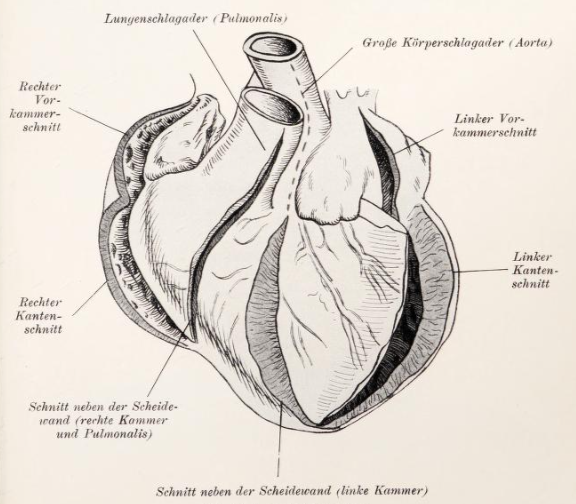 Lungenschlagader (Pulmonalis)
Große Körperschlagader (Aorta)
Rechter
Vor-
kammer-
schnitt
Linker Vor-
kammerschnitt
Linker
Kanten-
schnitt
Rechter
Kanten-
schnitt
Schnitt neben der Scheide-
wand (rechte Kammer
und Pulmonalis)
Schnitt neben der Scheidewand (linke Kammer)